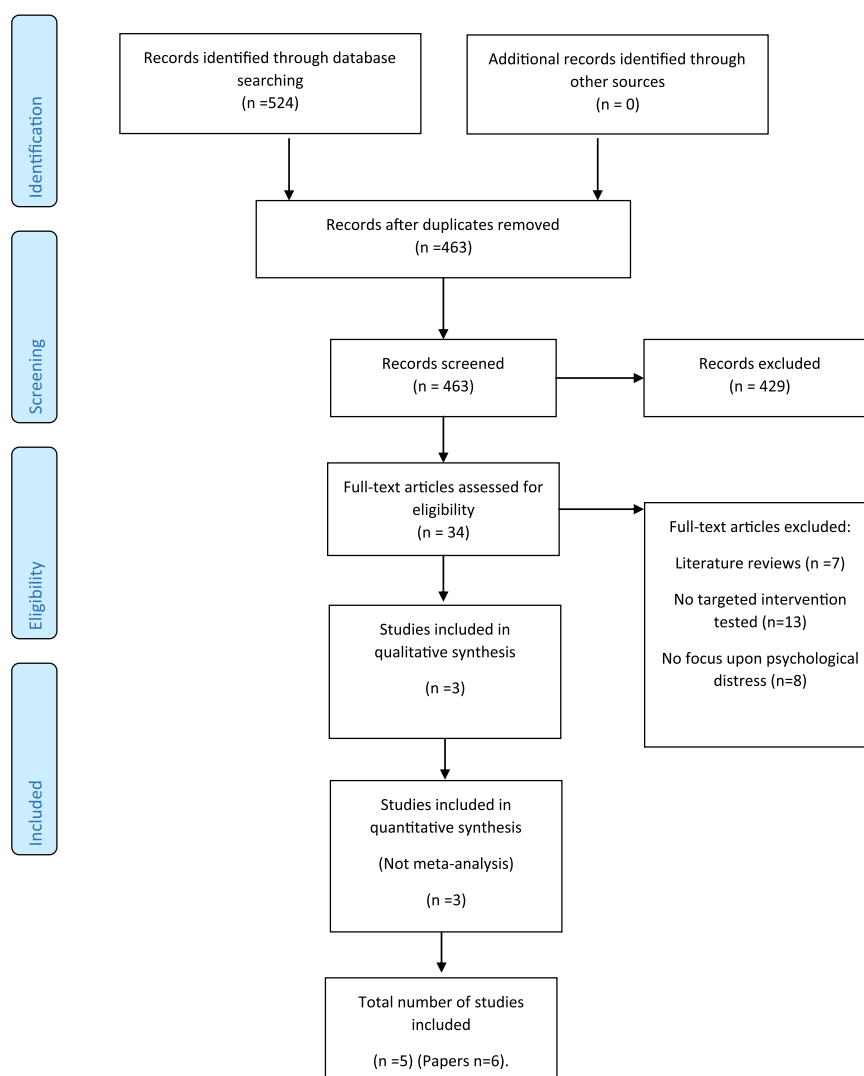 Identification
Records identified through database
searching
(n =524)
Additional records identified through
other sources
(n = 0)
Records after duplicates removed
(n =463)
Screening
Records screened
(n = 463)
Records excluded
(n = 429)
Eligibility
Full-text articles assessed for
eligibility
(n = 34)
Full-text articles excluded:
Literature reviews (n =7)
No targeted intervention
tested (n=13)
No focus upon psychological
distress (n=8)
Studies included in
qualitative synthesis
(n =3)
Included
Studies included in
quantitative synthesis
(Not meta-analysis)
(n =3)
Total number of studies
included
(n =5) (Papers n=6).